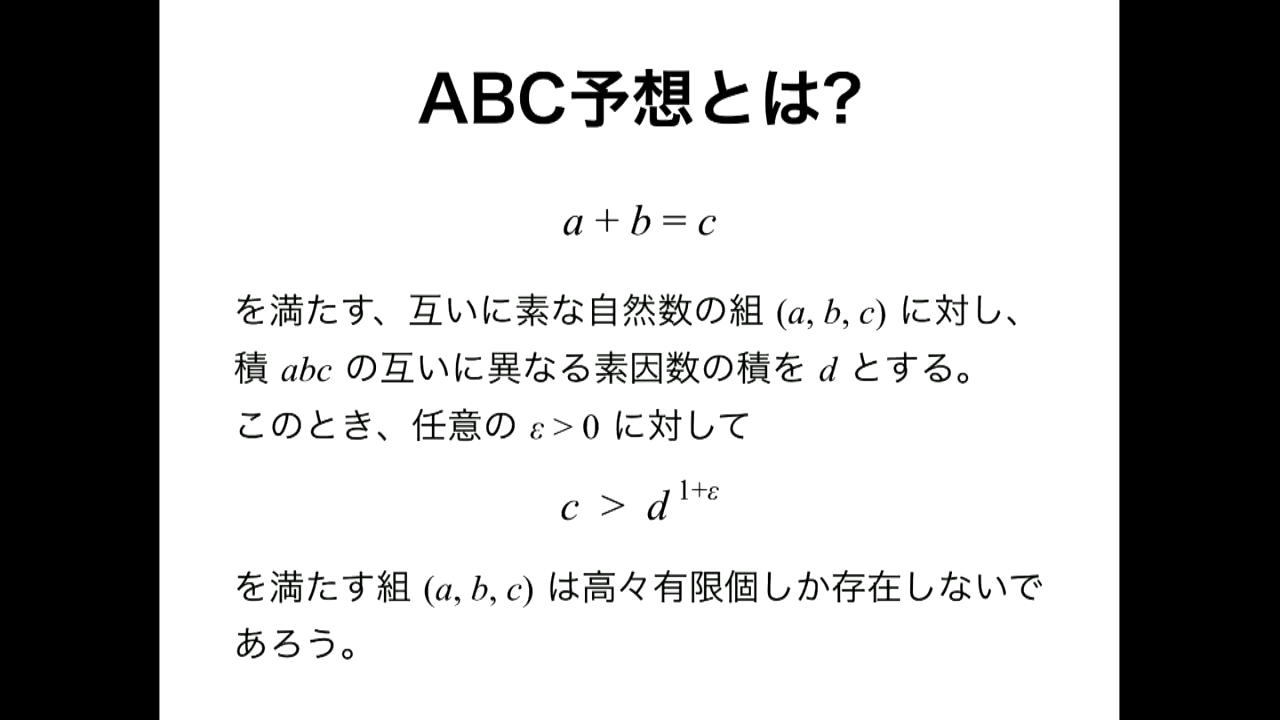 ABC予想とは?
a + b = c
を満たす、互いに素な自然数の組 (a, b, c) に対し、
積 abc の互いに異なる素因数の積を d とする。
このとき、任意の ε > 0 に対して
c > d^{1+ε}
を満たす組 (a, b, c) は高々有限個しか存在しないで
あろう。